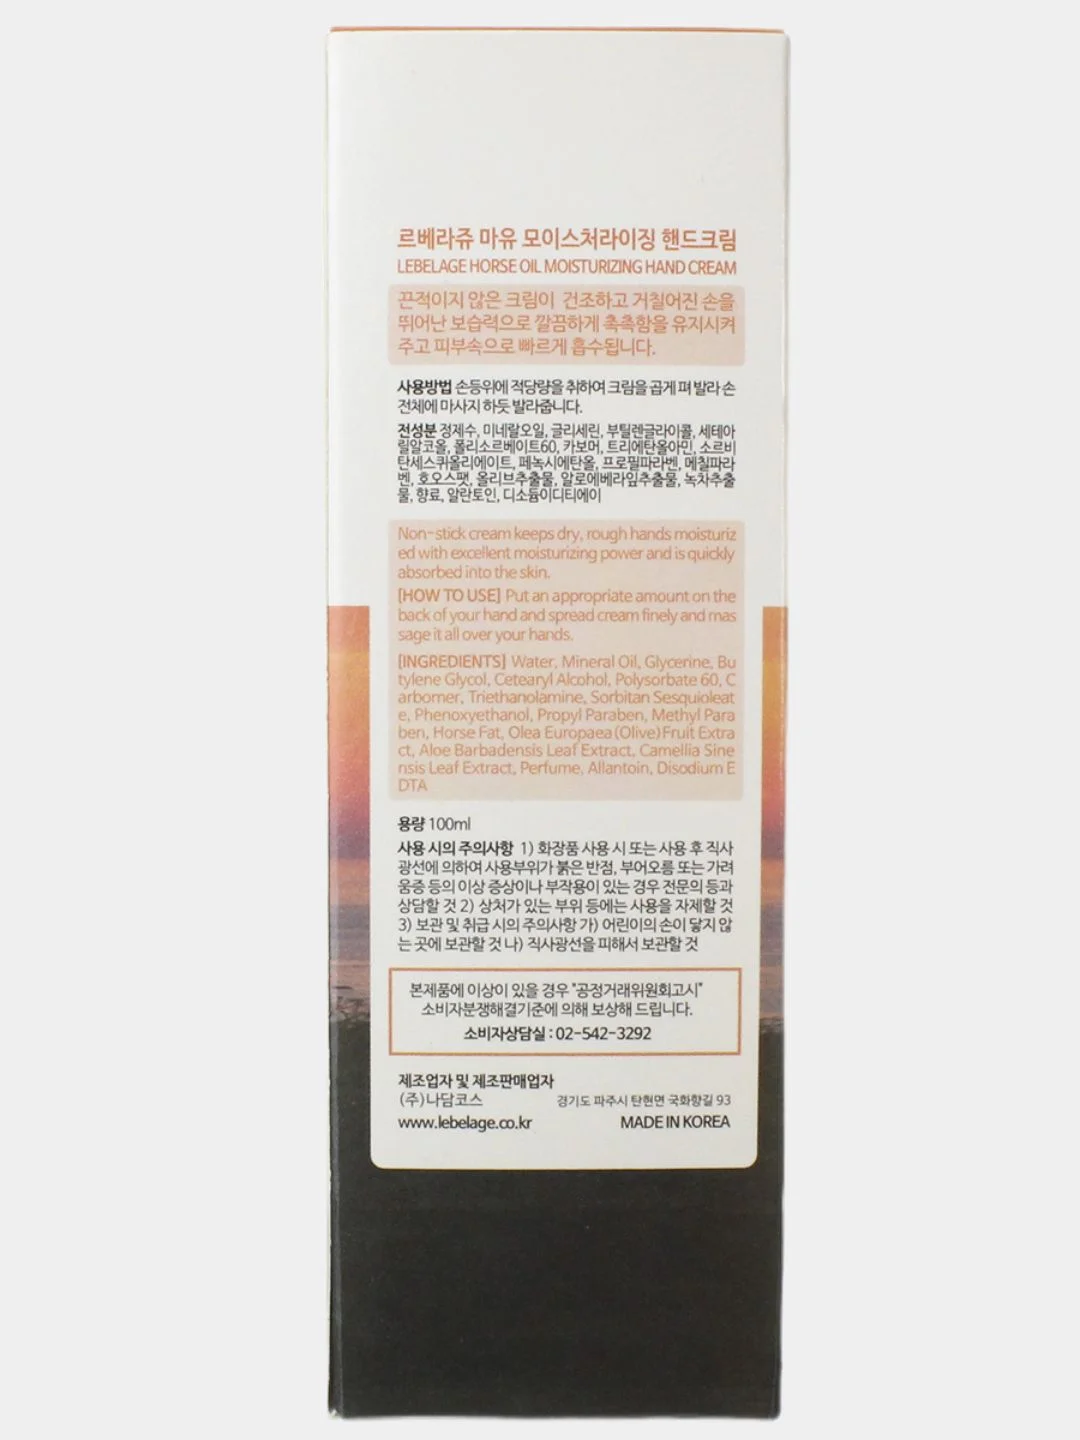 르베라쥬 마유 모이스처라이징 핸드크림
LEBELAGE HORSE OIL MOISTURIZING HAND CREAM
끈적이지 않은 크림이 건조하고 거칠어진 손을
뛰어난 보습력으로 깔끔하게 촉촉함을 유지시켜
주고 피부속으로 빠르게 흡수됩니다.
사용방법 손등위에 적당량을 취하여 크림을 곱게 펴 발라 손
전체에 마사지 하듯 발라줍니다.
전성분 정제수, 미네랄오일, 글리세린, 부틸렌글라이콜, 세테아
릴알코올, 폴리소르베이트60, 카보머, 트리에탄올아민, 소르비
탄세스퀴올리에이트, 페녹시에탄올, 프로필파라벤, 메칠파라
벤, 호오스팻, 올리브추출물, 알로에베라잎추출물, 녹차추출
물, 향료, 알란토인, 디소듐이디티에이
Non-stick cream keeps dry, rough hands moisturiz
ed with excellent moisturizing power and is quickly
absorbed into the skin.
[HOW TO USE] Put an appropriate amount on the
back of your hand and spread cream finely and mas
sage it all over your hands.
[INGREDIENTS] Water, Mineral Oil, Glycerine, Bu
tylene Glycol, Cetearyl Alcohol, Polysorbate 60, C
arbomer, Triethanolamine, Sorbitan Sesquioleat
e, Phenoxyethanol, Propyl Paraben, Methyl Para
ben, Horse Fat, Olea Europaea(Olive)Fruit Extra
ct, Aloe Barbadensis Leaf Extract, Camellia Sine
nsis Leaf Extract, Perfume, Allantoin, Disodium E
DTA
용량 100ml
사용 시의 주의사항 1) 화장품 사용 시 또는 사용 후 직사
광선에 의하여 사용부위가 붉은 반점, 부어오름 또는 가려
움증 등의 이상 증상이나 부작용이 있는 경우 전문의 등과
상담할 것 2) 상처가 있는 부위 등에는 사용을 자제할 것
3) 보관 및 취급 시의 주의사항 가) 어린이의 손이 닿지 않
는 곳에 보관할 것 나) 직사광선을 피해서 보관할 것
본제품에 이상이 있을 경우 "공정거래위원회고시"
소비자분쟁해결기준에 의해 보상해 드립니다.
소비자상담실 : 02-542-3292
제조업자 및 제조판매업자
(주)나담코스 경기도 파주시 탄현면 국화향길 93
www.lebelage.co.kr MADE IN KOREA